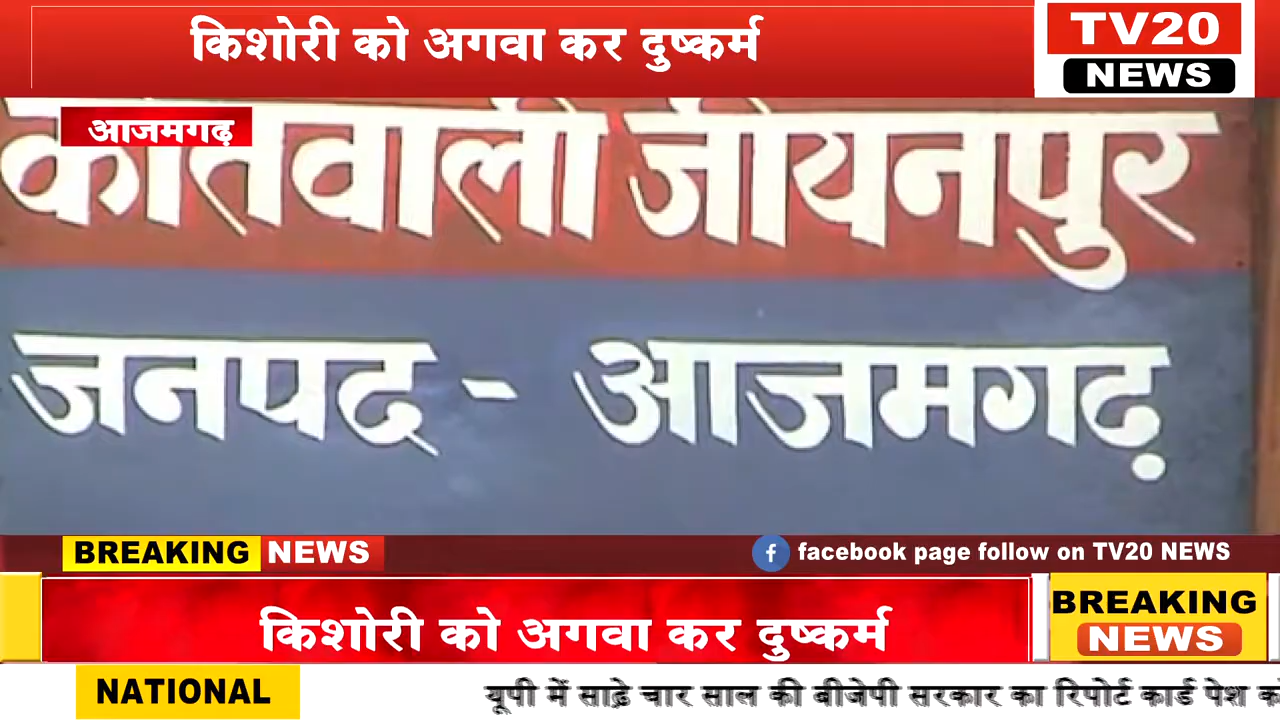 किशोरी को अगवा कर दुष्कर्म
TV20
NEWS
आजमगढ़
कोतवाली जीयनपुर
जनपद - आजमगढ़
BREAKING NEWS
facebook page follow on TV20 NEWS
किशोरी को अगवा कर दुष्कर्म
BREAKING
NEWS
NATIONAL
यूपी में साढ़े चार साल की बीजेपी सरकार का रिपोर्ट कार्ड पेश